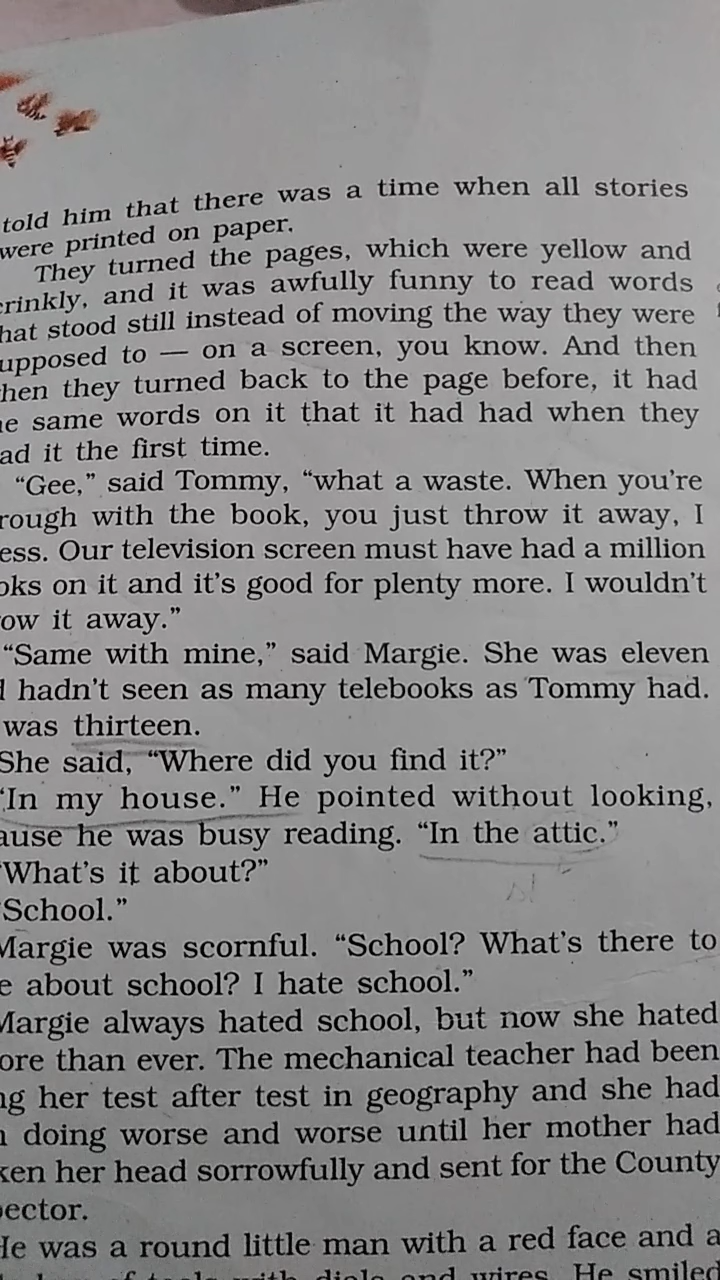 told him that there was a time when all stories
were printed on paper.
They turned the pages, which were yellow and
crinkly, and it was awfully funny to read words
hat stood still instead of moving the way they were
upposed to — on a screen, you know. And then
hen they turned back to the page before, it had
e same words on it that it had had when they
ad it the first time.
“Gee,” said Tommy, “what a waste. When you’re
rough with the book, you just throw it away, I
ess. Our television screen must have had a million
oks on it and it’s good for plenty more. I wouldn’t
ow it away.”
“Same with mine,” said Margie. She was eleven
hadn’t seen as many telebooks as Tommy had.
was thirteen.
She said, “Where did you find it?”
“In my house.” He pointed without looking,
ause he was busy reading. “In the attic.”
“What’s it about?”
“School.”
Margie was scornful. “School? What’s there to
e about school? I hate school.”
Margie always hated school, but now she hated
ore than ever. The mechanical teacher had been
ng her test after test in geography and she had
doing worse and worse until her mother had
ken her head sorrowfully and sent for the County
pector.
He was a round little man with a red face and a
of tools with dials and wires. He smiled